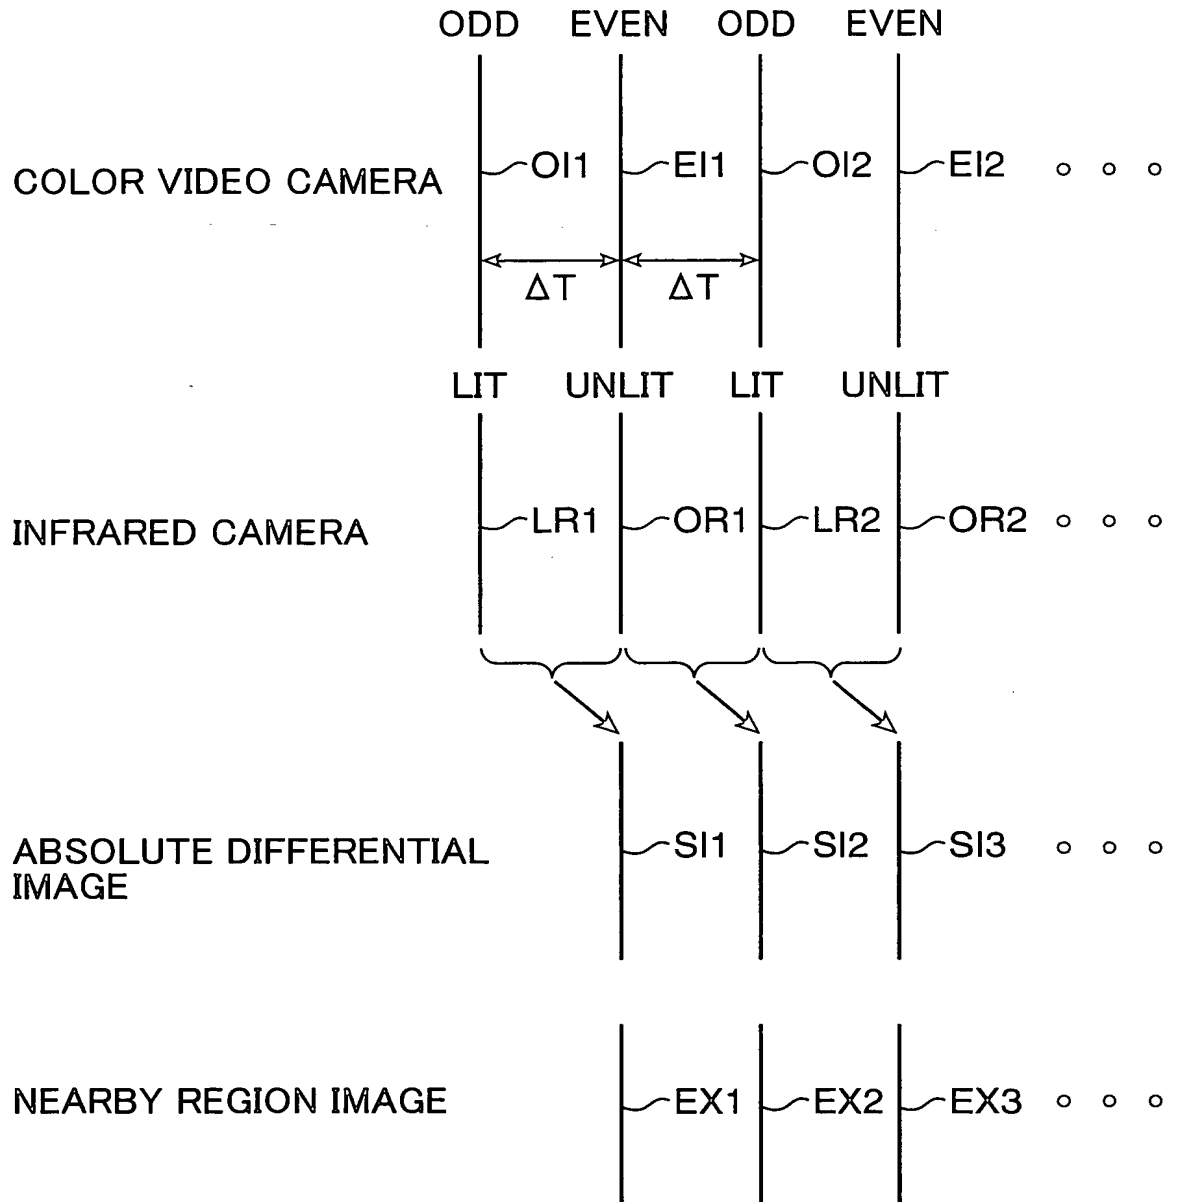 ODD EVEN ODD EVEN
COLOR VIDEO CAMERA OI1 EI1 OI2 EI2
ΔT ΔT
LIT UNLIT LIT UNLIT
INFRARED CAMERA LR1 OR1 LR2 OR2
ABSOLUTE DIFFERENTIAL SI1 SI2 SI3
IMAGE
NEARBY REGION IMAGE EX1 EX2 EX3